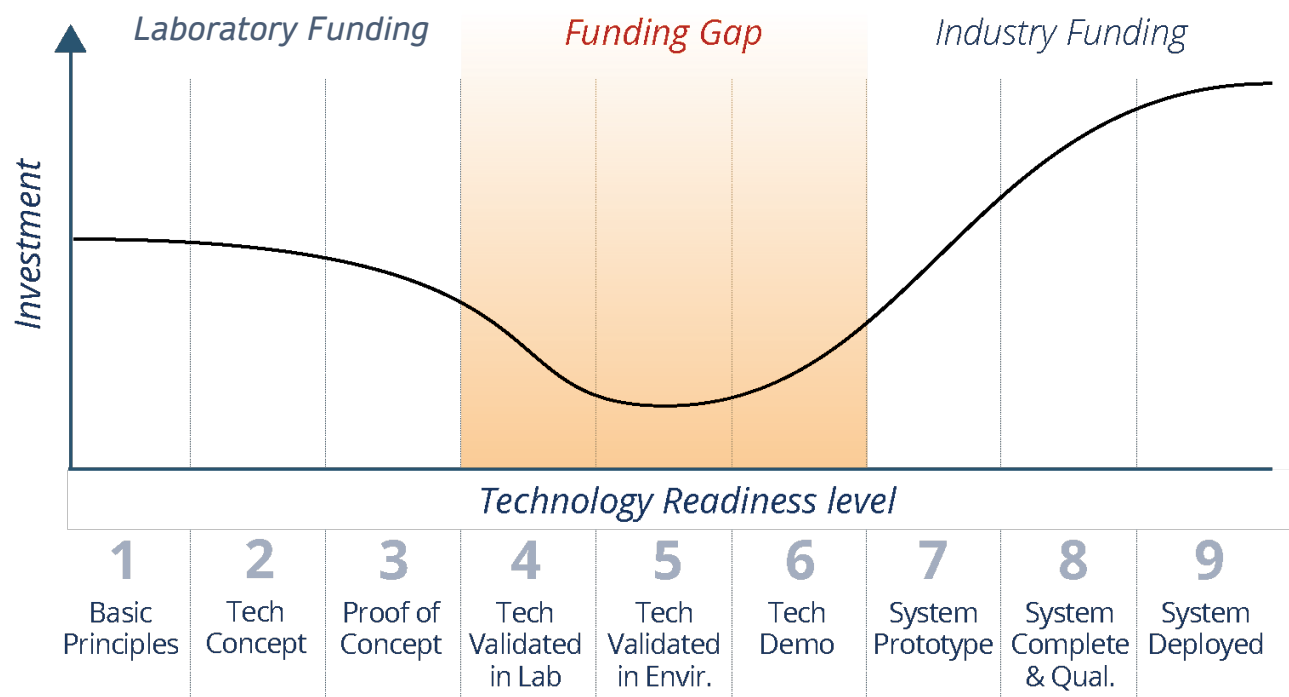 Laboratory Funding
Funding Gap
Industry Funding
Investment
Technology Readiness level
1
Basic
Principles
2
Tech
Concept
3
Proof of
Concept
4
Tech
Validated
in Lab
5
Tech
Validated
in Envir.
6
Tech
Demo
7
System
Prototype
8
System
Complete
& Qual.
9
System
Deployed